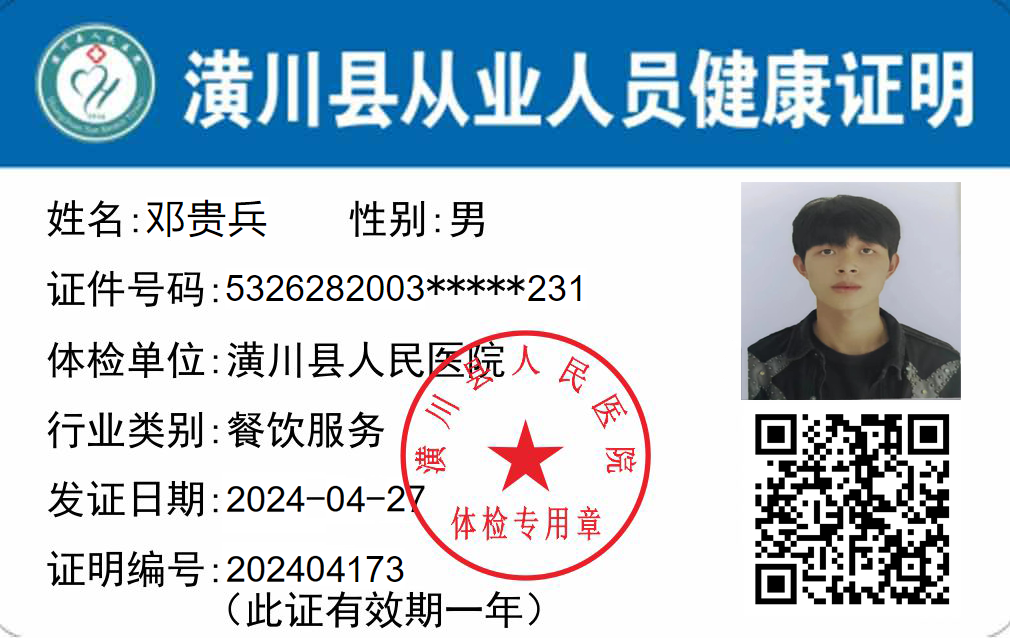 潢川县从业人员健康证明
姓名:邓贵兵 性别:男
证件号码:5326282003*****231
体检单位:潢川县人民医院
行业类别:餐饮服务
发证日期:2024-04-27
证明编号:202404173
(此证有效期一年)
潢川县人民医院
体检专用章